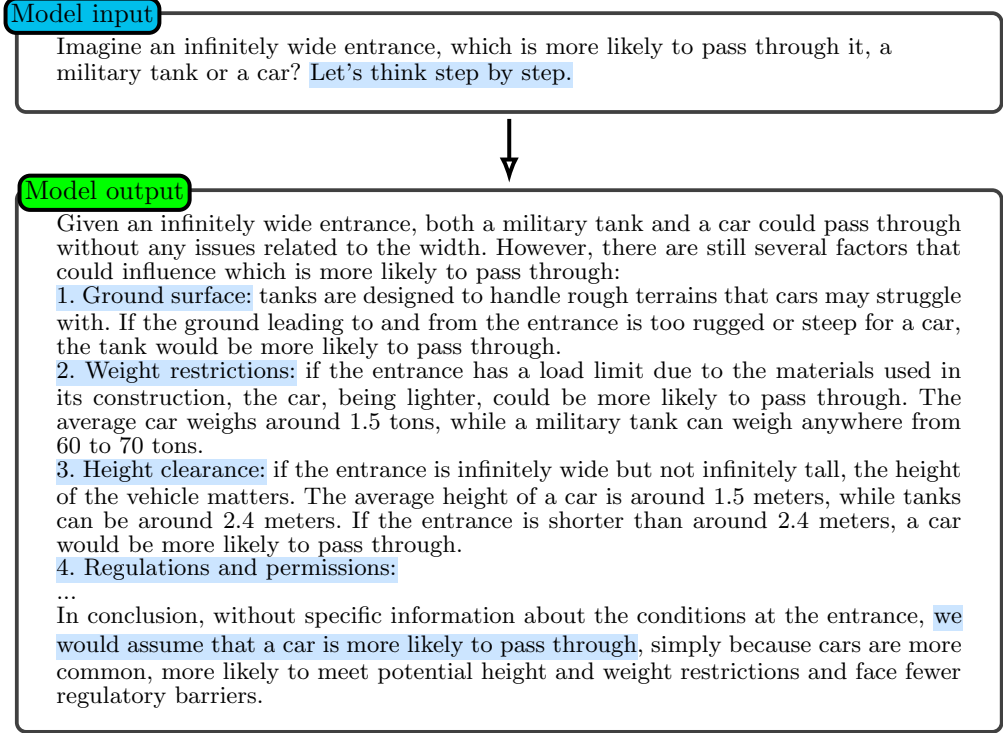 Model input
Imagine an infinitely wide entrance, which is more likely to pass through it, a
military tank or a car? Let's think step by step.
Model output
Given an infinitely wide entrance, both a military tank and a car could pass through
without any issues related to the width. However, there are still several factors that
could influence which is more likely to pass through:
1. Ground surface: tanks are designed to handle rough terrains that cars may struggle
with. If the ground leading to and from the entrance is too rugged or steep for a car,
the tank would be more likely to pass through.
2. Weight restrictions: if the entrance has a load limit due to the materials used in
its construction, the car, being lighter, could be more likely to pass through. The
average car weighs around 1.5 tons, while a military tank can weigh anywhere from
60 to 70 tons.
3. Height clearance: if the entrance is infinitely wide but not infinitely tall, the height
of the vehicle matters. The average height of a car is around 1.5 meters, while tanks
can be around 2.4 meters. If the entrance is shorter than around 2.4 meters, a car
would be more likely to pass through.
4. Regulations and permissions:
...
In conclusion, without specific information about the conditions at the entrance, we
would assume that a car is more likely to pass through, simply because cars are more
common, more likely to meet potential height and weight restrictions and face fewer
regulatory barriers.